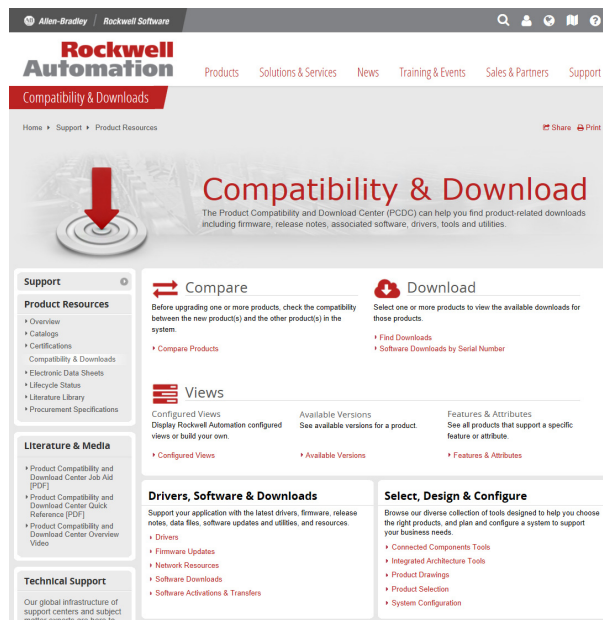 Allen-Bradley Rockwell Software
Rockwell
Automation
Products Solutions & Services News Training & Events Sales & Partners Support
Compatibility & Downloads
Home Support Product Resources
Share Print
Compatibility & Download
The Product Compatibility and Download Center (PCDC) can help you find product-related downloads
including firmware, release notes, associated software, drivers, tools and utilities.
Support
Product Resources
Overview
Catalogs
Certifications
Compatibility & Downloads
Electronic Data Sheets
Lifecycle Status
Literature Library
Procurement Specifications
Literature & Media
Product Compatibility and
Download Center Job Aid
[PDF]
Product Compatibility and
Download Center Quick
Reference [PDF]
Product Compatibility and
Download Center Overview
Video
Technical Support
Our global infrastructure of
support centers and subject
matter experts are here to
Compare
Before upgrading one or more products, check the compatibility
between the new product(s) and the other product(s) in the
system.
Compare Products
Download
Select one or more products to view the available downloads for
those products.
Find Downloads
Software Downloads by Serial Number
Views
Configured Views
Display Rockwell Automation configured
views or build your own.
Configured Views
Available Versions
See available versions for a product.
Available Versions
Features & Attributes
See all products that support a specific
feature or attribute.
Features & Attributes
Drivers, Software & Downloads
Support your application with the latest drivers, firmware, release
notes, data files, software updates and utilities, and resources.
Drivers
Firmware Updates
Network Resources
Software Downloads
Software Activations & Transfers
Select, Design & Configure
Browse our diverse collection of tools designed to help you choose
the right products, and plan and configure a system to support
your business needs.
Connected Components Tools
Integrated Architecture Tools
Product Drawings
Product Selection
System Configuration